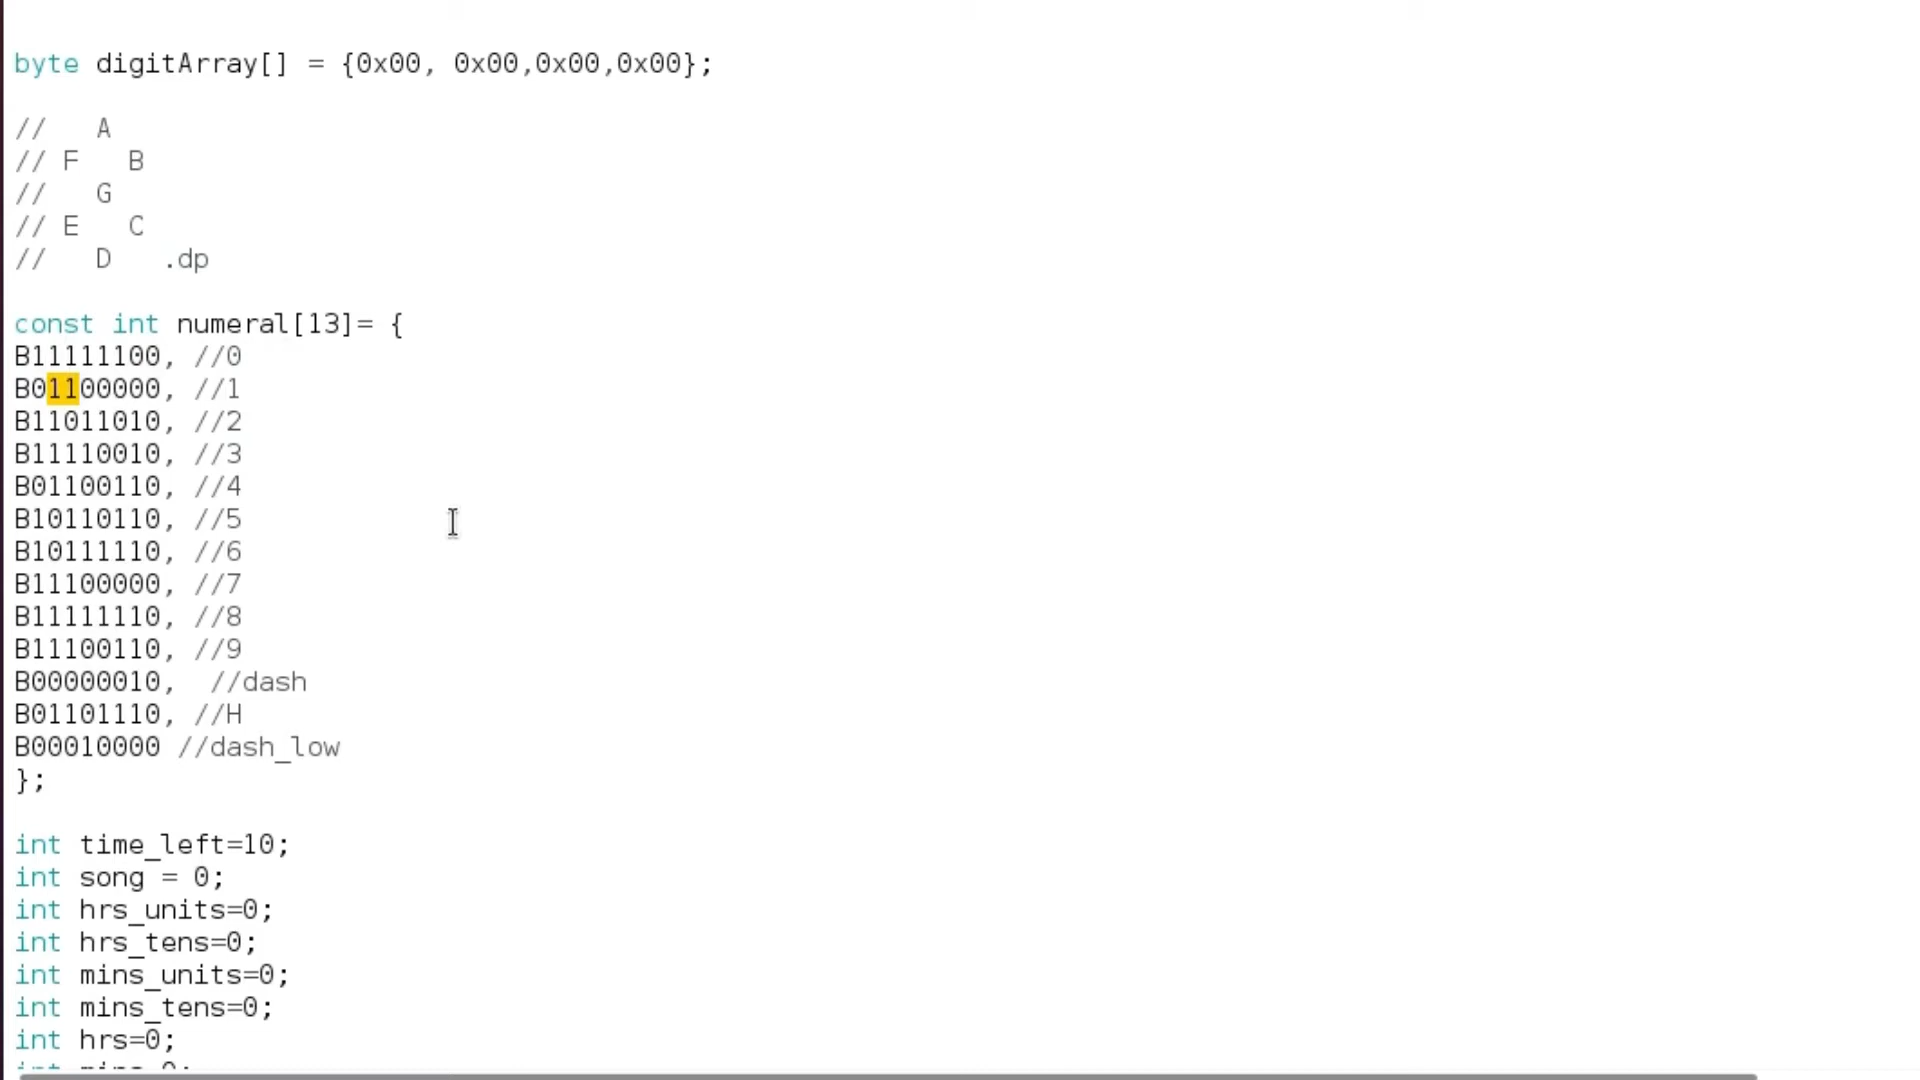 byte digitArray[] = {0x00, 0x00,0x00,0x00};
//   A
// F   B
//   G
// E   C
//   D   .dp
const int numeral[13]= {
B11111100, //0
B01100000, //1
B11011010, //2
B11110010, //3
B01100110, //4
B10110110, //5
B10111110, //6
B11100000, //7
B11111110, //8
B11100110, //9
B00000010,  //dash
B01101110, //H
B00010000 //dash_low
};
int time_left=10;
int song = 0;
int hrs_units=0;
int hrs_tens=0;
int mins_units=0;
int mins_tens=0;
int hrs=0;